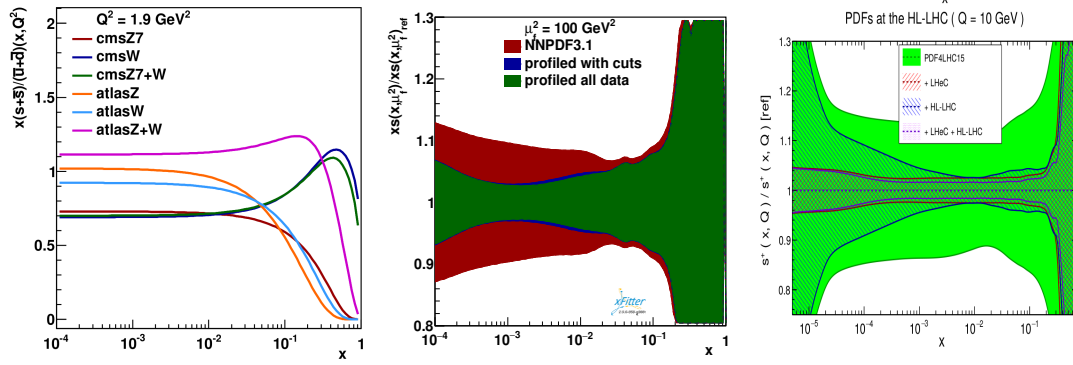 x(s+s̅)/(u̅+d̅)(x,Q²)
Q² = 1.9 GeV²
cmsZ7
cmsW
cmsZ7+W
atlasZ
atlasW
atlasZ+W
2
1.5
1
0.5
0
10⁻⁴ 10⁻³ 10⁻² 10⁻¹ 1
x
xs(x,μ_f²)/xs(x,μ_f²)_ref
μ_f² = 100 GeV²
NNPDF3.1
profiled with cuts
profiled all data
1.3
1.2
1.1
1
0.9
0.8
xFitter
10⁻⁴ 10⁻³ 10⁻² 10⁻¹ 1
x
PDFs at the HL-LHC ( Q = 10 GeV )
s⁺ ( x, Q ) / s⁺ ( x, Q ) [ref]
PDF4LHC15
+ LHeC
+ HL-LHC
+ LHeC + HL-LHC
1.3
1.2
1.1
1
0.9
0.8
10⁻⁵ 10⁻⁴ 10⁻³ 10⁻² 10⁻¹
x